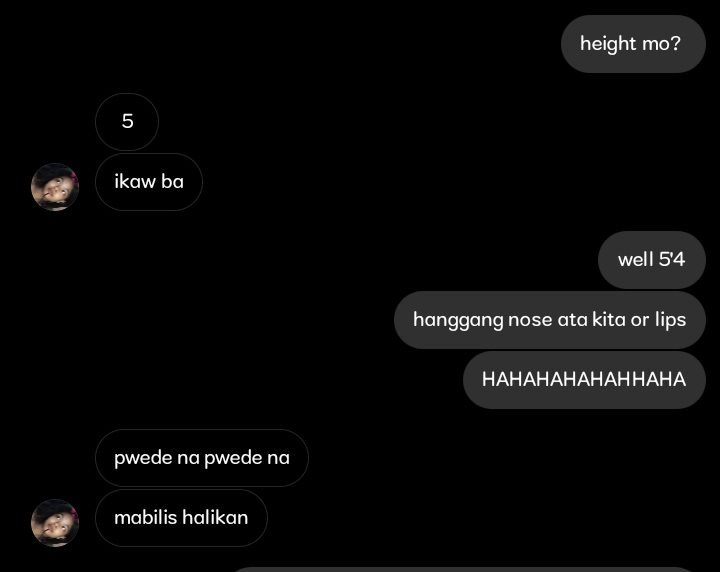 height mo?
5
ikaw ba
well 5'4
hanggang nose ata kita or lips
HAHAHAHAHAHHAHA
pwede na pwede na
mabilis halikan